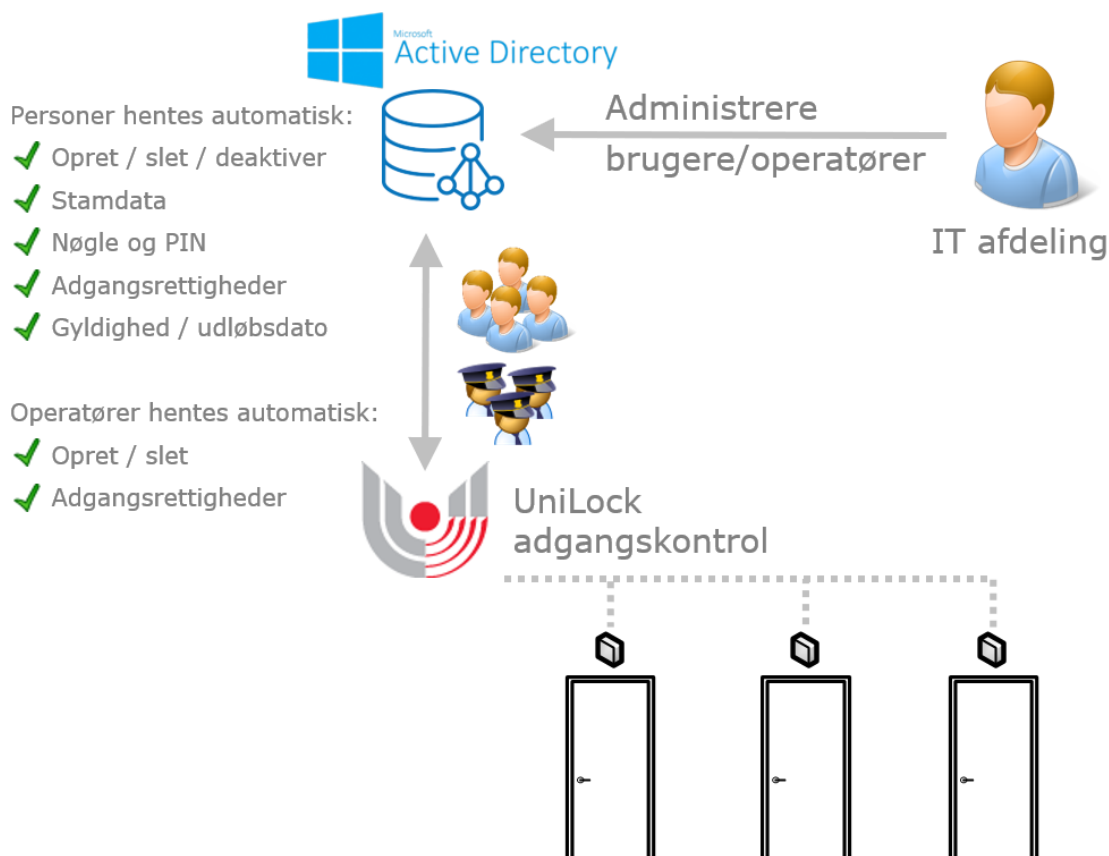 Microsoft
Active Directory
Personer hentes automatisk:
Opret / slet / deaktiver
Stamdata
Nøgle og PIN
Adgangsrettigheder
Gyldighed / udløbsdato
Administrere
brugere/operatører
IT afdeling
Operatører hentes automatisk:
Opret / slet
Adgangsrettigheder
UniLock
adgangskontrol